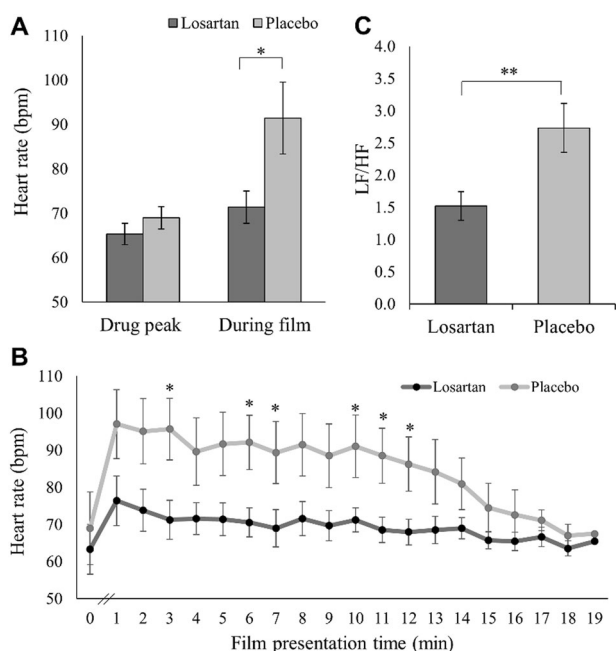 A
Losartan Placebo
Heart rate (bpm)
110
100
90
80
70
60
50
*
Drug peak During film
C
LF/HF
4.0
3.5
3.0
2.5
2.0
1.5
1.0
0.5
0.0
**
Losartan Placebo
B
Losartan Placebo
Heart rate (bpm)
110
100
90
80
70
60
50
* * * * * *
0 1 2 3 4 5 6 7 8 9 10 11 12 13 14 15 16 17 18 19
Film presentation time (min)